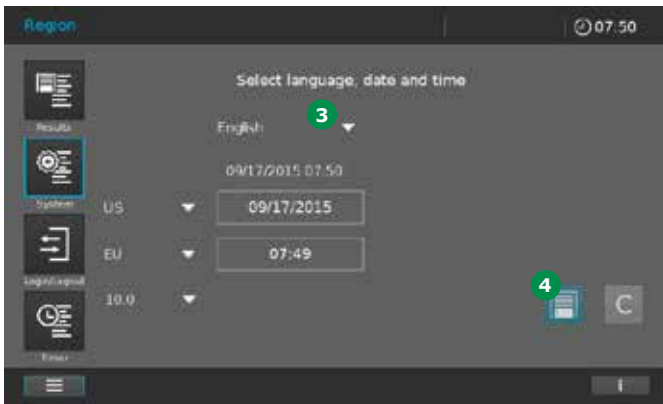 Region
07.50
Select language, date and time
3
English
09/17/2015 07.50
Results
System
US
09/17/2015
EU
07:49
Login/Logout
10.0
4
C
Timer
i